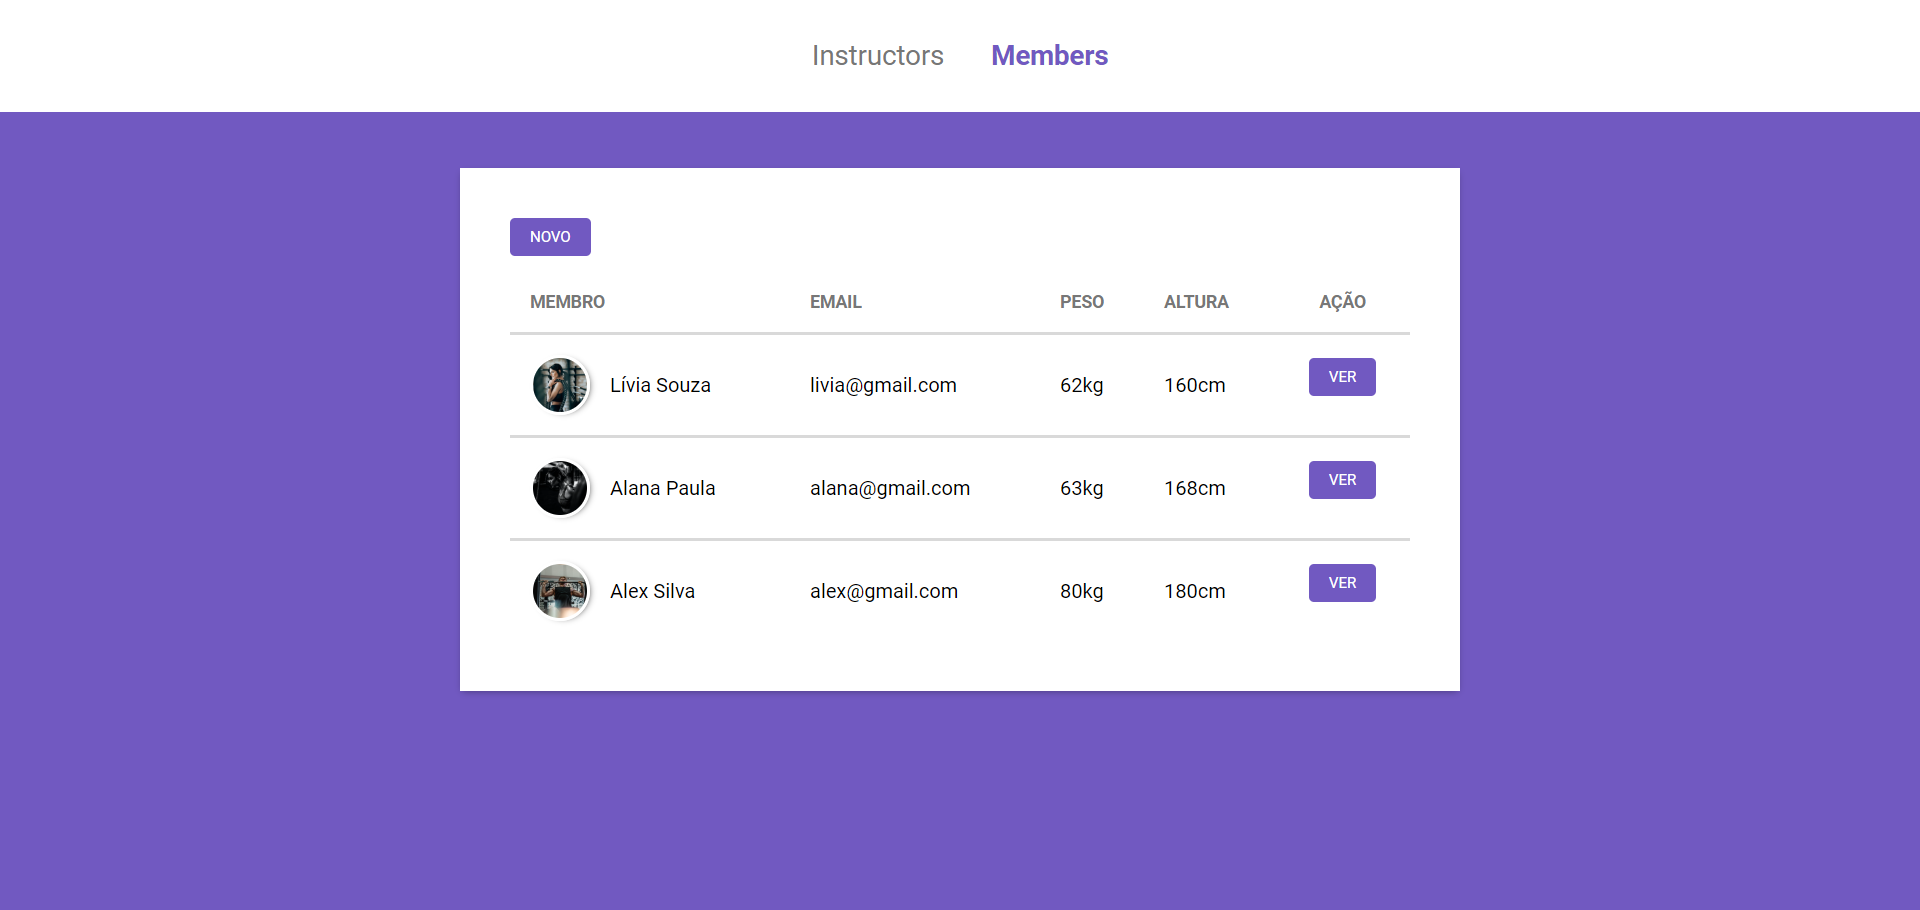 Instructors Members
NOVO
MEMBRO EMAIL PESO ALTURA AÇÃO
Lívia Souza livia@gmail.com 62kg 160cm VER
Alana Paula alana@gmail.com 63kg 168cm VER
Alex Silva alex@gmail.com 80kg 180cm VER